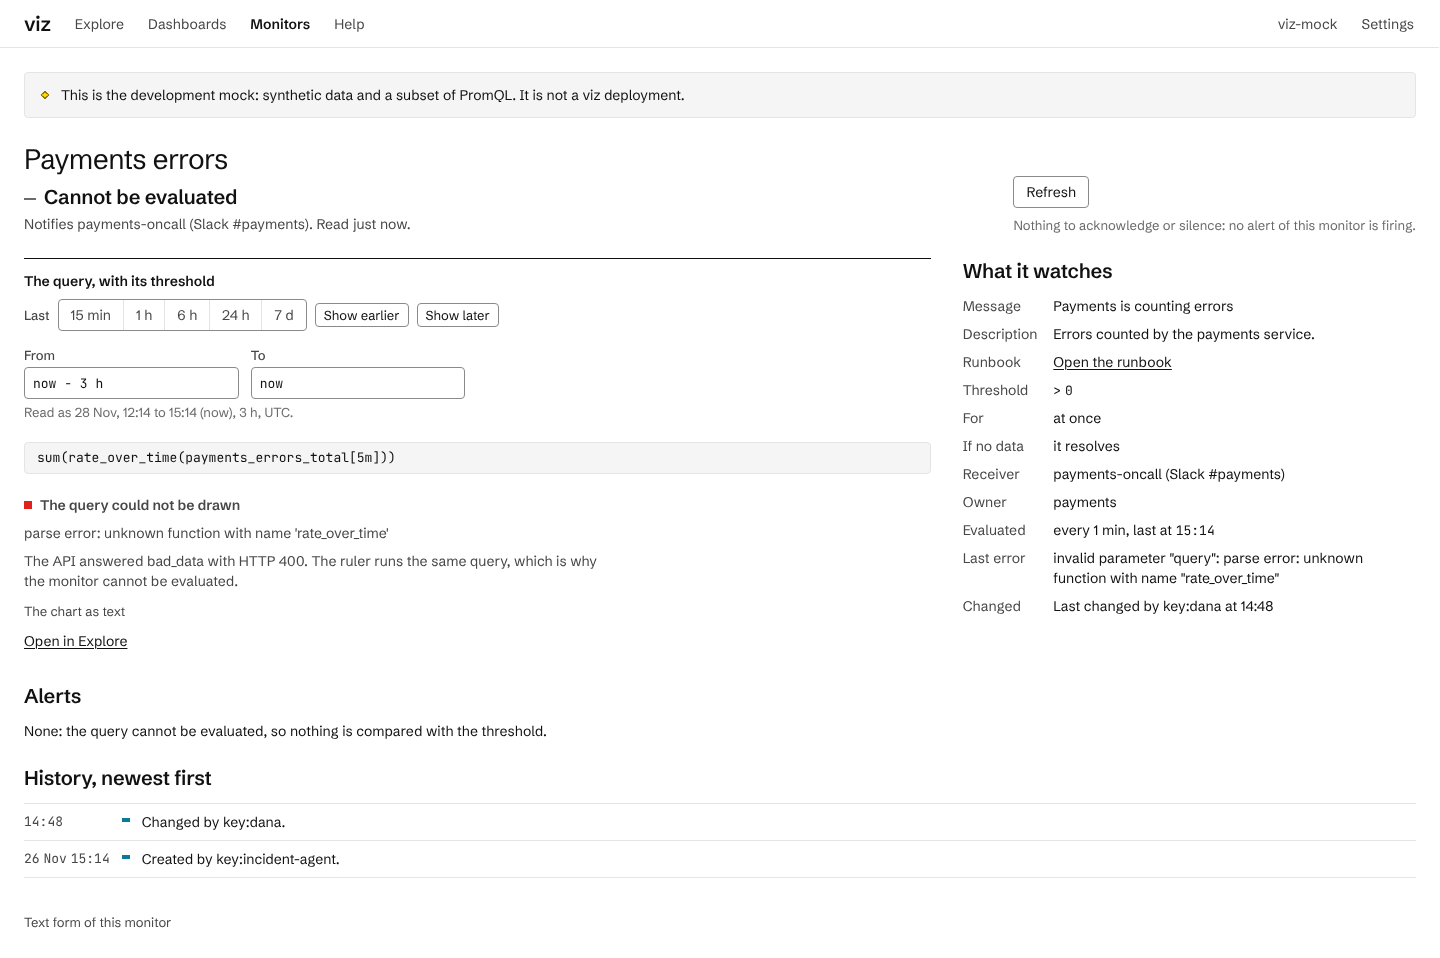 viz Explore Dashboards Monitors Help viz-mock Settings
This is the development mock: synthetic data and a subset of PromQL. It is not a viz deployment.
Payments errors
– Cannot be evaluated
Notifies payments-oncall (Slack #payments). Read just now.
Refresh
Nothing to acknowledge or silence: no alert of this monitor is firing.
The query, with its threshold
Last 15 min 1 h 6 h 24 h 7 d Show earlier Show later
From To
now - 3 h now
Read as 28 Nov, 12:14 to 15:14 (now), 3 h, UTC.
sum(rate_over_time(payments_errors_total[5m]))
The query could not be drawn
parse error: unknown function with name 'rate_over_time'
The API answered bad_data with HTTP 400. The ruler runs the same query, which is why
the monitor cannot be evaluated.
The chart as text
Open in Explore
What it watches
Message Payments is counting errors
Description Errors counted by the payments service.
Runbook Open the runbook
Threshold > 0
For at once
If no data it resolves
Receiver payments-oncall (Slack #payments)
Owner payments
Evaluated every 1 min, last at 15:14
Last error invalid parameter "query": parse error: unknown
function with name "rate_over_time"
Changed Last changed by key:dana at 14:48
Alerts
None: the query cannot be evaluated, so nothing is compared with the threshold.
History, newest first
14:48 Changed by key:dana.
26 Nov 15:14 Created by key:incident-agent.
Text form of this monitor